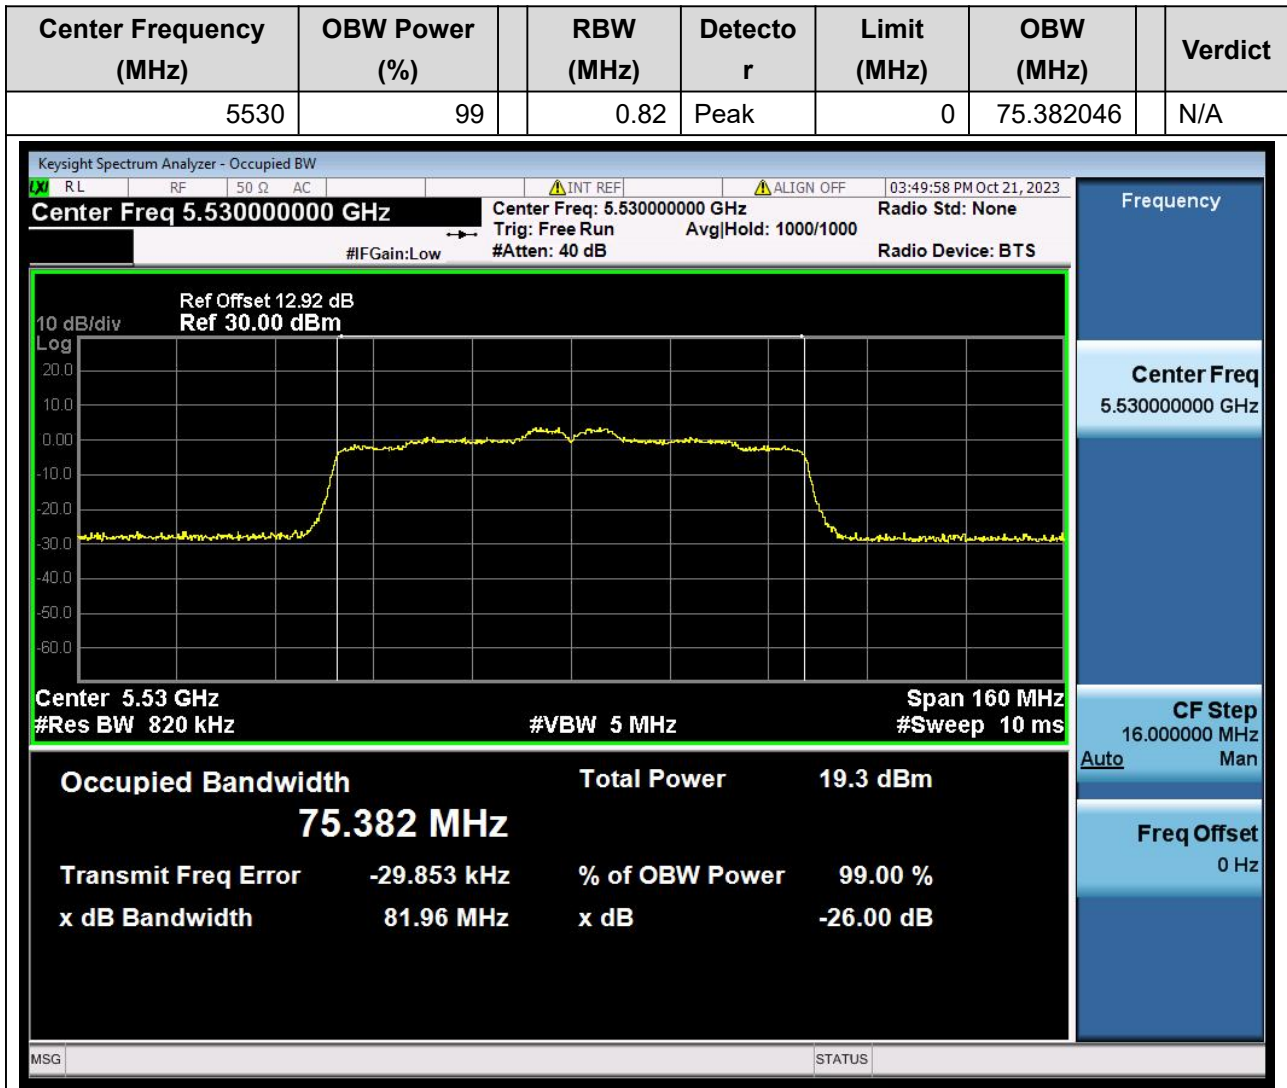 Center Frequency (MHz) OBW Power (%) RBW (MHz) Detecto r Limit (MHz) OBW (MHz) Verdict
5530 99 0.82 Peak 0 75.382046 N/A
Keysight Spectrum Analyzer - Occupied BW
LXI RL RF 50 Ω AC INT REF ALIGN OFF 03:49:58 PM Oct 21, 2023
Center Freq 5.530000000 GHz
Center Freq: 5.530000000 GHz Radio Std: None
Trig: Free Run Avg|Hold: 1000/1000
#IFGain:Low #Atten: 40 dB Radio Device: BTS
Ref Offset 12.92 dB
10 dB/div Ref 30.00 dBm
Log
20.0
10.0
0.00
-10.0
-20.0
-30.0
-40.0
-50.0
-60.0
Center 5.53 GHz Span 160 MHz
#Res BW 820 kHz #VBW 5 MHz #Sweep 10 ms
Occupied Bandwidth Total Power 19.3 dBm
75.382 MHz
Transmit Freq Error -29.853 kHz % of OBW Power 99.00 %
x dB Bandwidth 81.96 MHz x dB -26.00 dB
MSG STATUS
Frequency
Center Freq
5.530000000 GHz
CF Step
16.000000 MHz
Auto Man
Freq Offset
0 Hz